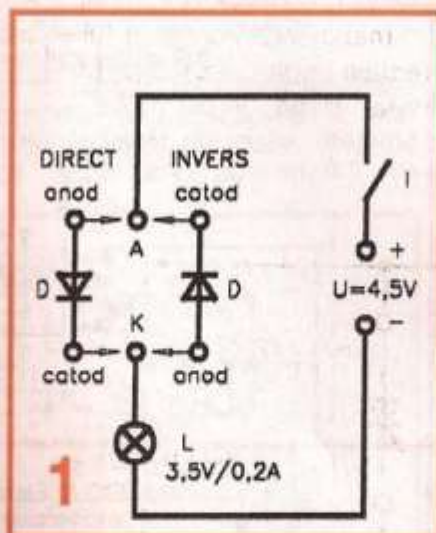 DIRECT INVERS
anod catod
A
I
+
D K D U=4,5V
-
catod anod
L
3,5V/0,2A
1